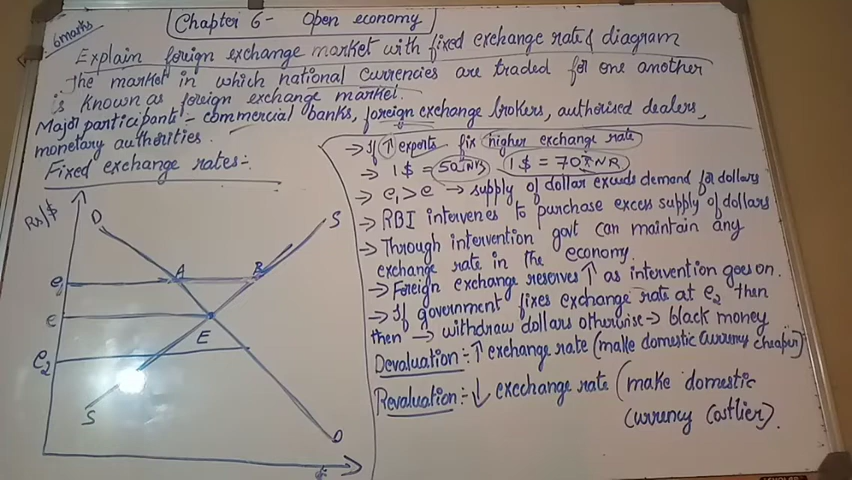 6 marks
Chapter 6- Open economy
Explain foreign exchange market with fixed exchange rate & diagram
The market in which national currencies are traded for one another
is known as foreign exchange market.
Major participants - commercial banks, foreign exchange brokers, authorised dealers,
monetary authorities.
Fixed exchange rates:-
Rs/$
D
S
e1
A
B
e
E
e2
S
D
→ If ↑ exports fix higher exchange rate
→ 1$ = 50 INR 1$ = 70 INR
→ e1 > e → supply of dollar exceeds demand for dollars
→ RBI intervenes to purchase excess supply of dollars
→ Through intervention govt can maintain any
exchange rate in the economy.
→ Foreign exchange reserves ↑ as intervention goes on.
→ If government fixes exchange rate at e2 then
then → withdraw dollars otherwise → black money
Devaluation:- ↑ exchange rate (make domestic currency cheaper)
Revaluation:- ↓ exechange rate (make domestic
currency costlier).